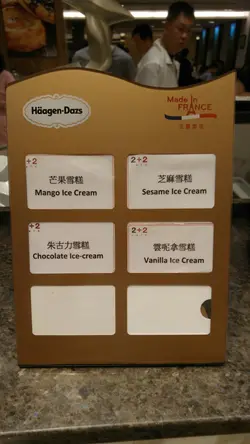 Häagen-Dazs
Made in
FRANCE
+2
芒果雪糕
Mango Ice Cream
2+2
芝麻雪糕
Sesame Ice Cream
+2
朱古力雪糕
Chocolate Ice-cream
2+2
雲呢拿雪糕
Vanilla Ice Cream